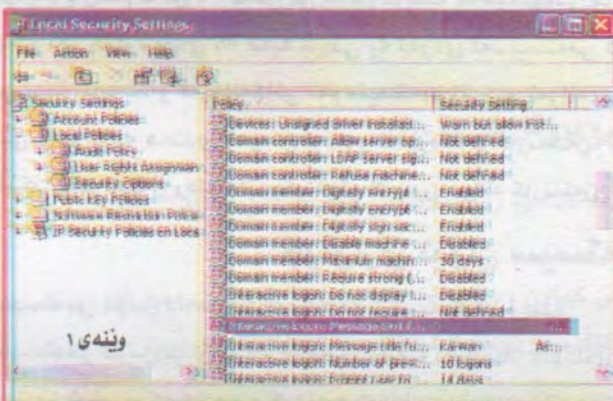 Local Security Settings
File Action View Help
Security Settings
Account Policies
Local Policies
Audit Policy
User Rights Assignmen
Security Options
Public Key Policies
Software Restriction Policie
IP Security Policies on Loca
Policy Security Setting
Devices: Unsigned driver installati... Warn but allow inst...
Domain controller: Allow server op... Not defined
Domain controller: LDAP server sig... Not defined
Domain controller: Refuse machine... Not defined
Domain member: Digitally encrypt ... Enabled
Domain member: Digitally encrypt ... Enabled
Domain member: Digitally sign sec... Enabled
Domain member: Disable machine ... Disabled
Domain member: Maximum machin... 30 days
Domain member: Require strong (... Disabled
Interactive logon: Do not display l... Disabled
Interactive logon: Do not require ... Not defined
Interactive logon: Message text f... ...
Interactive logon: Message title fo... Karwan As...
Interactive logon: Number of previ... 10 logons
Interactive logon: Prompt user to ... 14 days
وێنەی ١